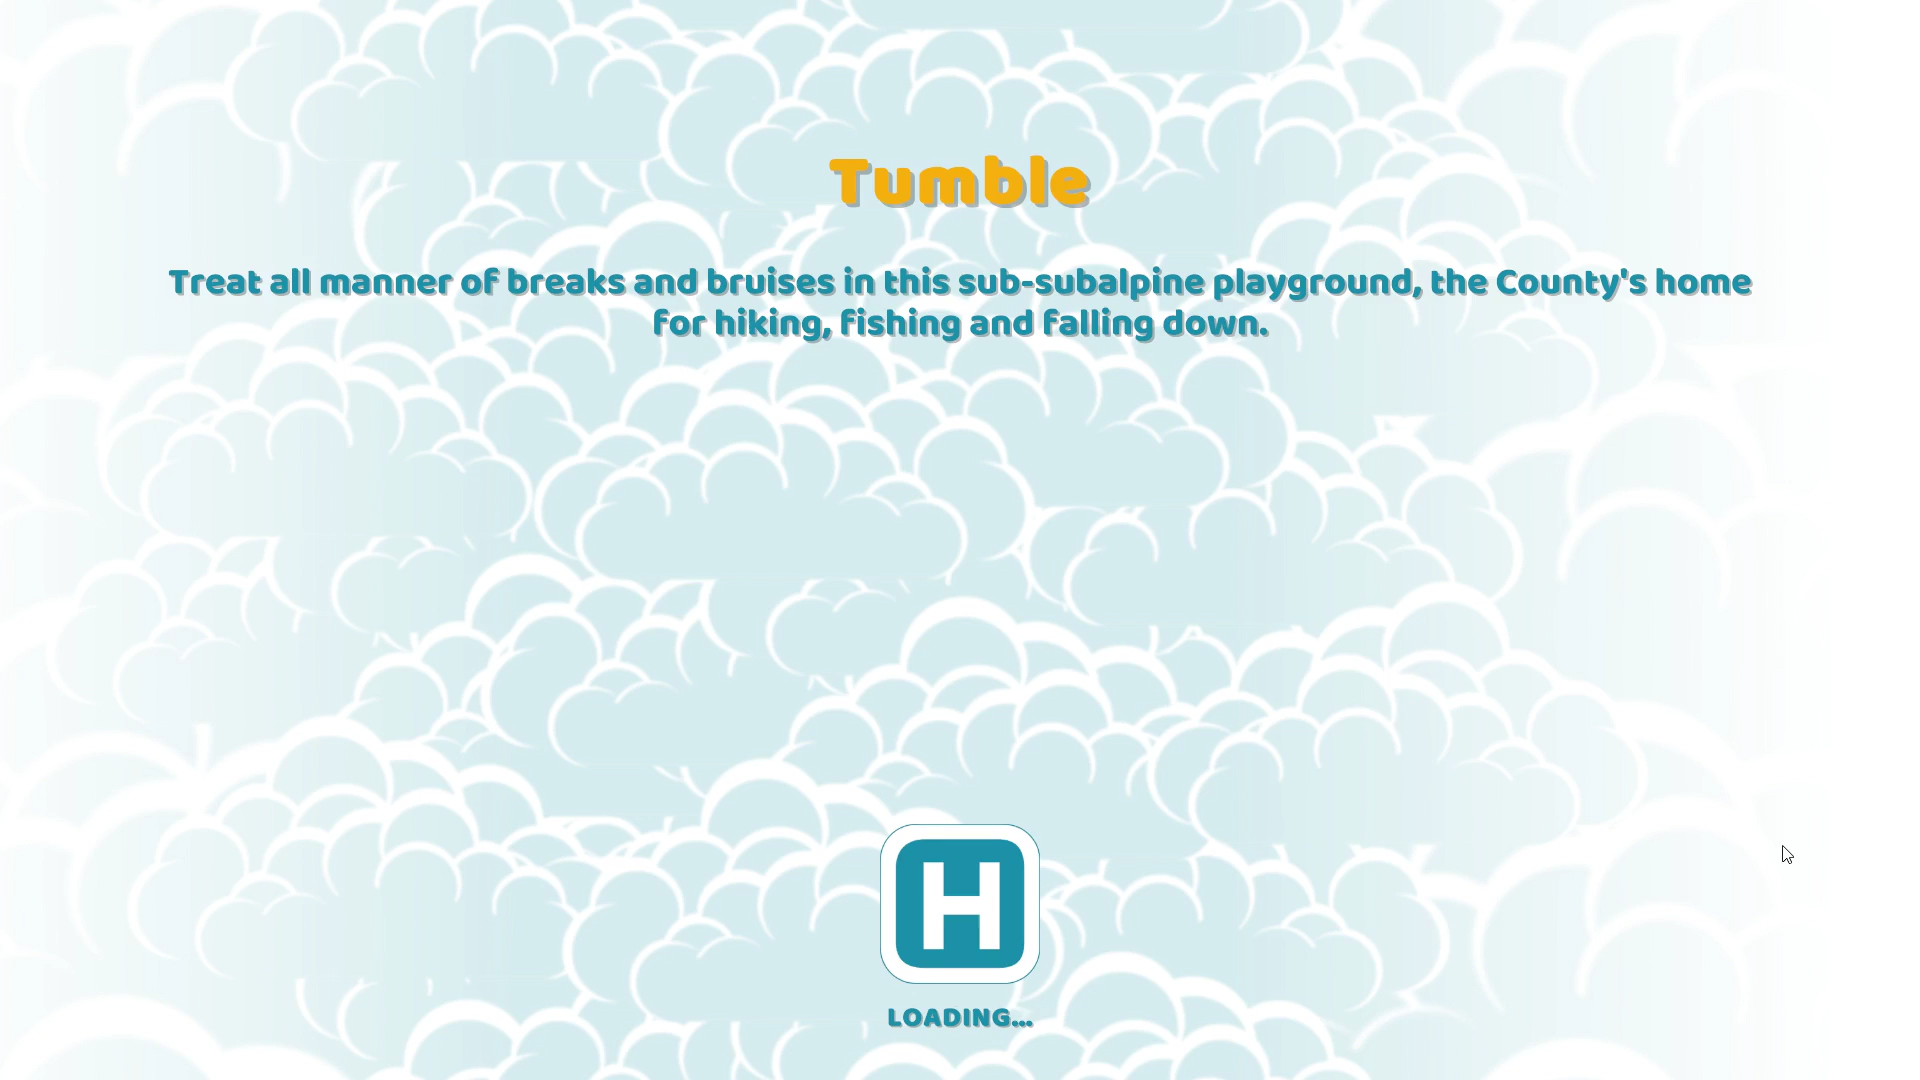 Tumble
Treat all manner of breaks and bruises in this sub-subalpine playground, the County's home
for hiking, fishing and falling down.
H
LOADING...